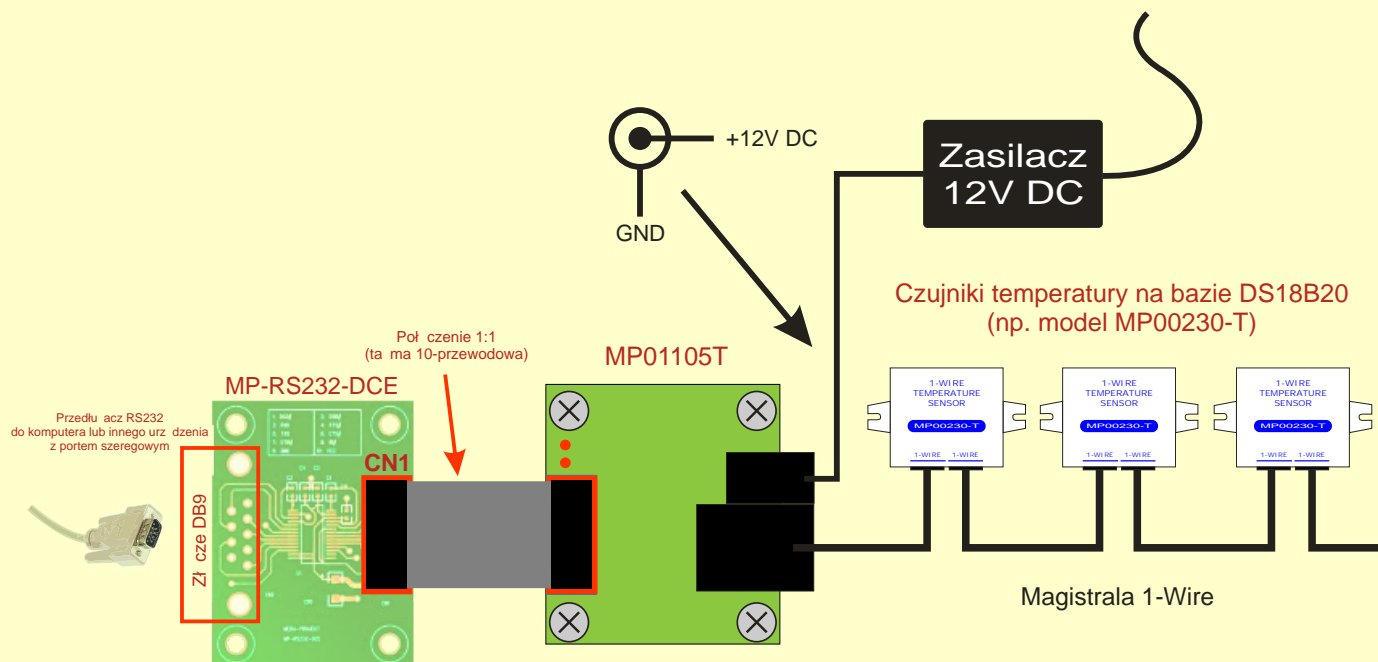 +12V DC
GND
Zasilacz
12V DC
Czujniki temperatury na bazie DS18B20
(np. model MP00230-T)
Poł czenie 1:1
(ta ma 10-przewodowa)
MP01105T
MP-RS232-DCE
Przedłu acz RS232
do komputera lub innego urz dzenia
z portem szeregowym
Zł cze DB9
CN1
1-WIRE
TEMPERATURE
SENSOR
MP00230-T
1-WIRE 1-WIRE
1-WIRE
TEMPERATURE
SENSOR
MP00230-T
1-WIRE 1-WIRE
1-WIRE
TEMPERATURE
SENSOR
MP00230-T
1-WIRE 1-WIRE
Magistrala 1-Wire